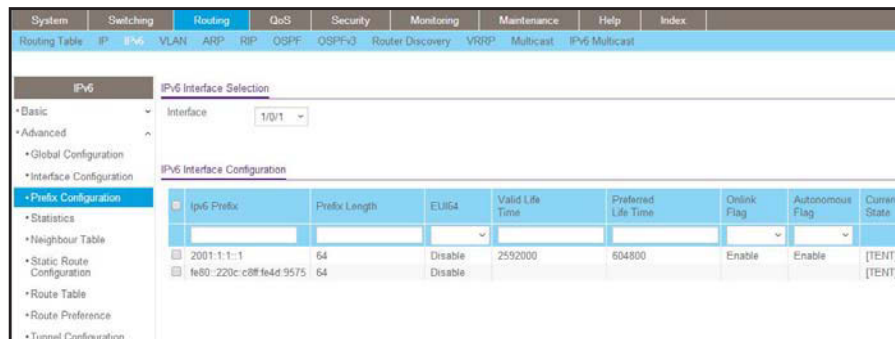 System Switching Routing QoS Security Monitoring Maintenance Help Index
Routing Table IP IPv6 VLAN ARP RIP OSPF OSPFv3 Router Discovery VRRP Multicast IPv6 Multicast
IPv6
Basic
Advanced
Global Configuration
Interface Configuration
Prefix Configuration
Statistics
Neighbour Table
Static Route
Configuration
Route Table
Route Preference
Tunnel Configuration
IPv6 Interface Selection
Interface 1/0/1
IPv6 Interface Configuration
Ipv6 Prefix Prefix Length EUI64 Valid Life Time Preferred Life Time Onlink Flag Autonomous Flag Curren State
2001:1:1::1 64 Disable 2592000 604800 Enable Enable [TENT
fe80::220c:c8ff:fe4d:9575 64 Disable [TENT